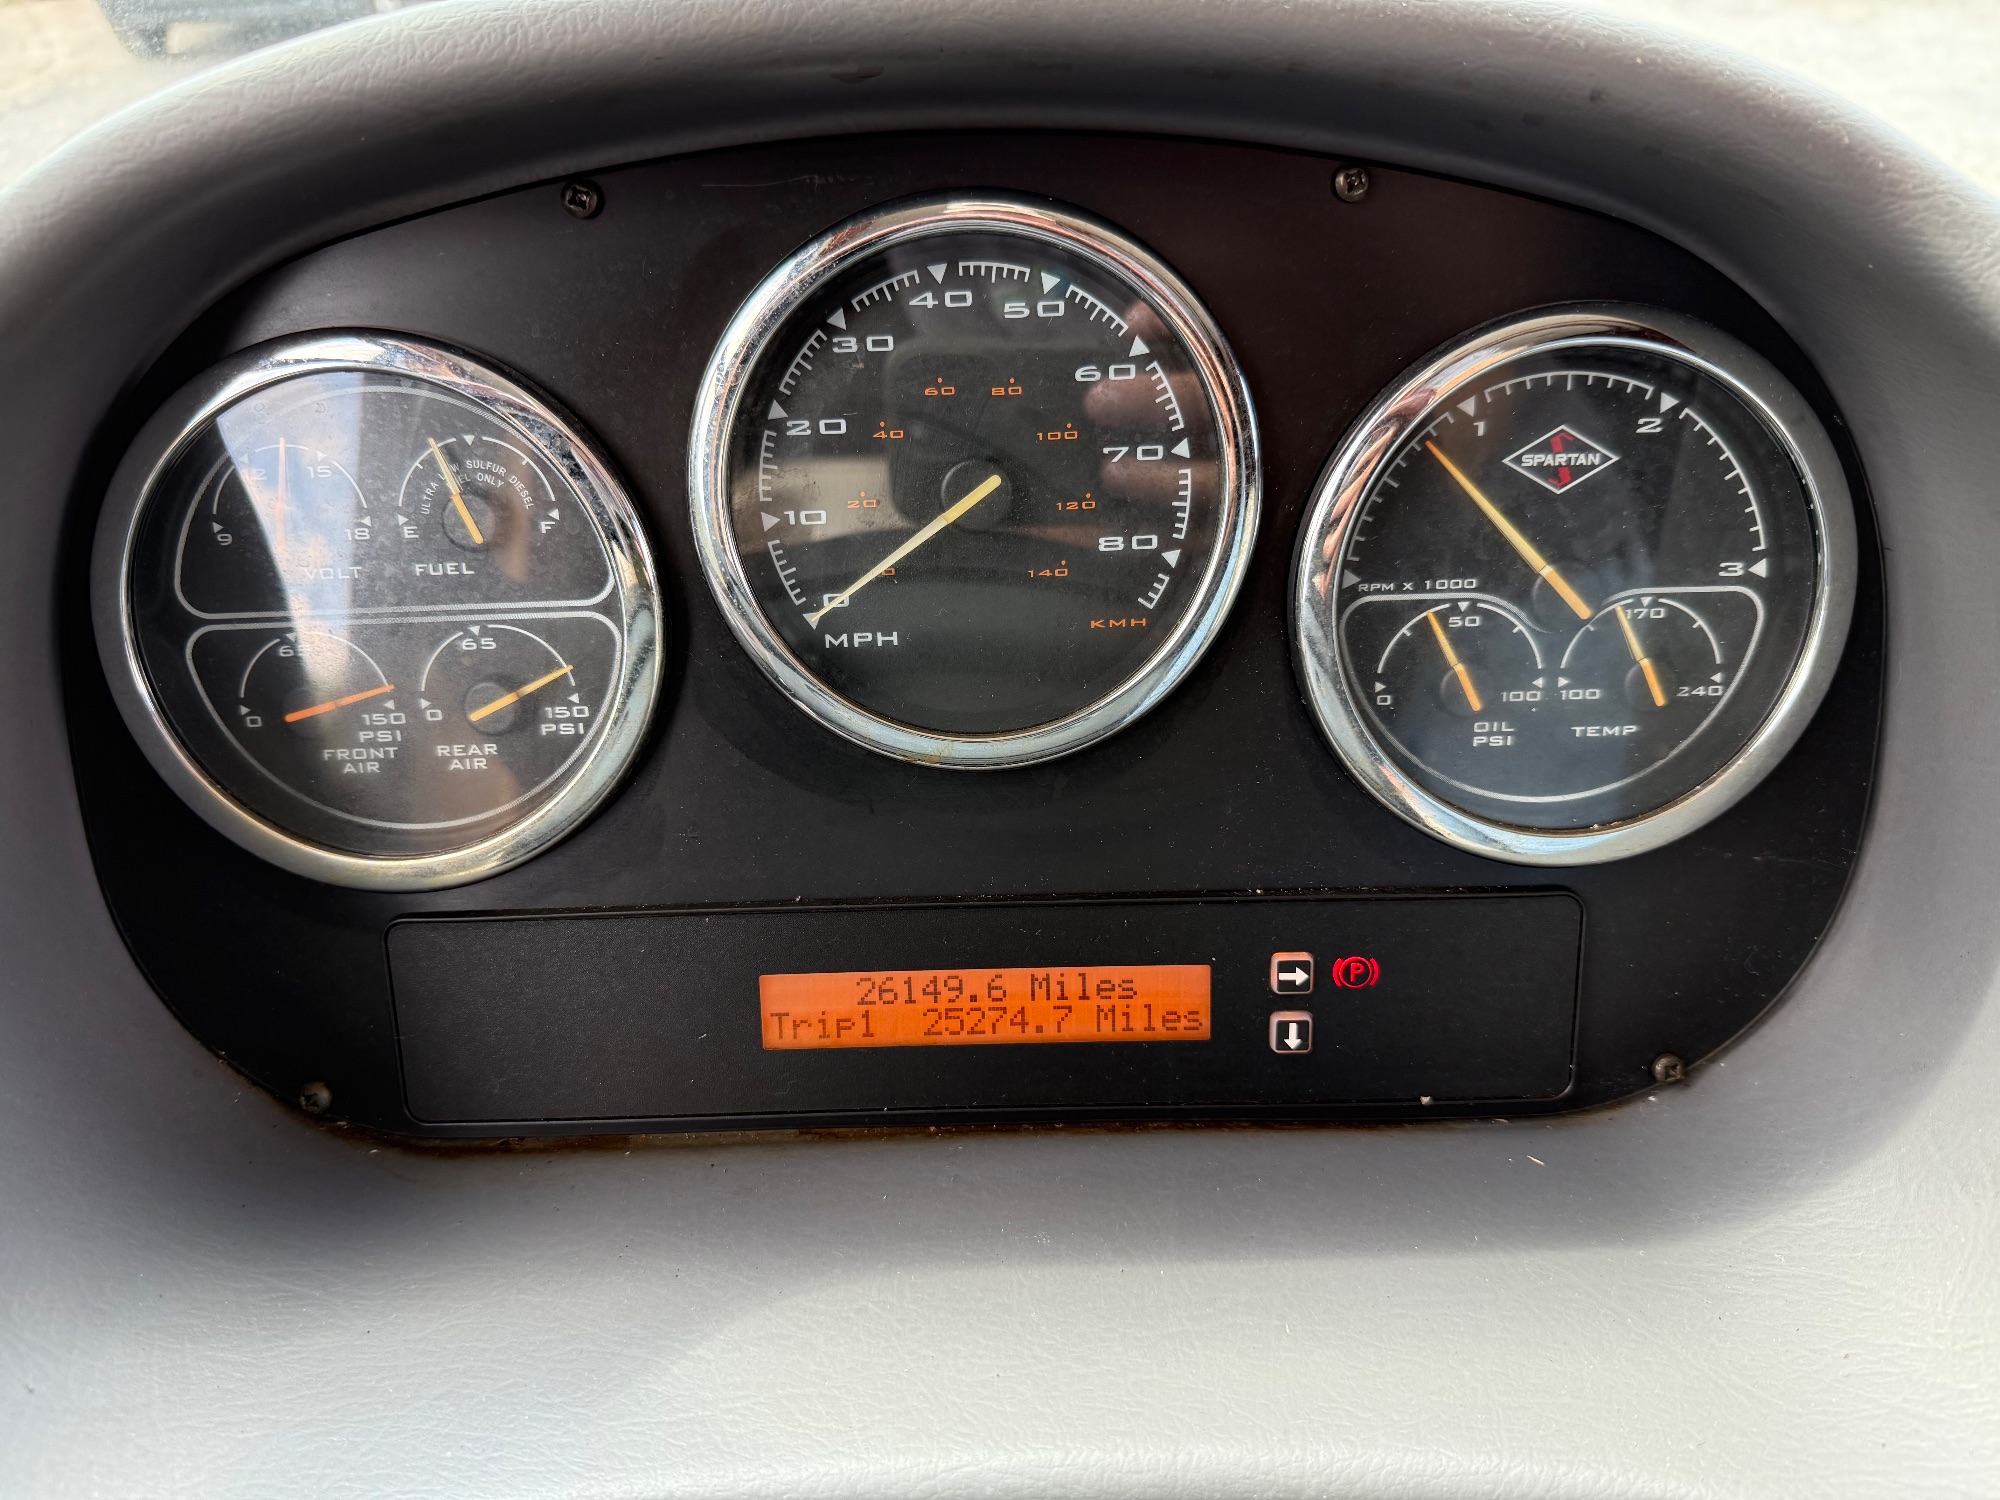 12 15
9 18
VOLT
ULTRA LOW SULFUR DIESEL
FUEL ONLY
E F
FUEL
65
0 150
PSI
FRONT
AIR
65
0 150
PSI
REAR
AIR
0 10 20 30 40 50 60 70 80
MPH
20 40 60 80 100 120 140
KMH
1 2 3
SPARTAN
RPM X 1000
50
0 100
OIL
PSI
170
100 240
TEMP
26149.6 Miles
Trip1 25274.7 Miles
P